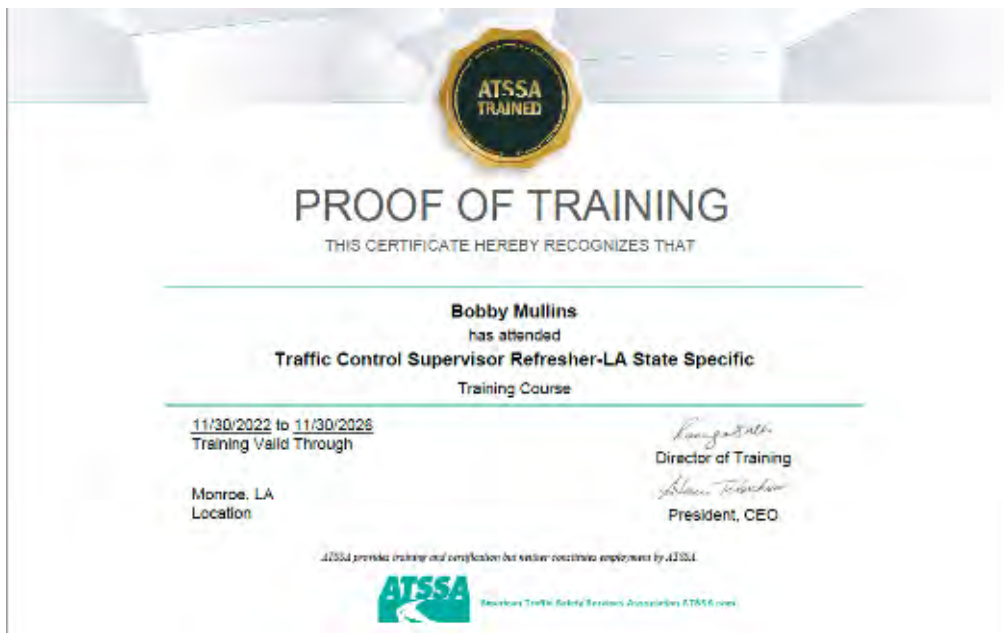 ATSSA
TRAINED
PROOF OF TRAINING
THIS CERTIFICATE HEREBY RECOGNIZES THAT
Bobby Mullins
has attended
Traffic Control Supervisor Refresher-LA State Specific
Training Course
11/30/2022 to 11/30/2026
Training Valid Through
Director of Training
Monroe, LA
Location
President, CEO
ATSSA provides training and certification but neither constitutes employment by ATSSA.
ATSSA
American Traffic Safety Services Association ATSSA.com